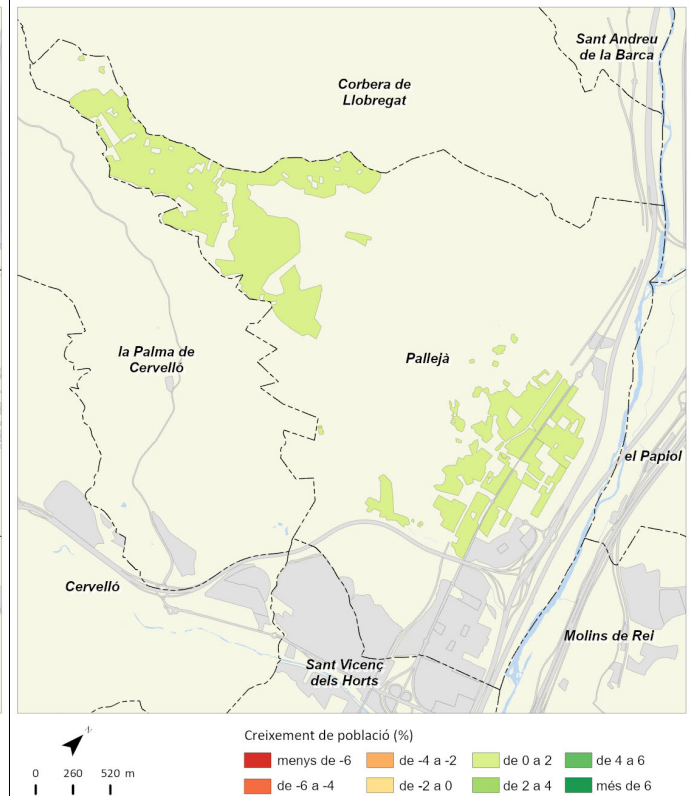 Sant Andreu
de la Barca
Corbera de
Llobregat
la Palma de
Cervelló
Pallejà
el Papiol
Cervelló
Molins de Rei
Sant Vicenç
dels Horts
N
0 260 520 m
Creixement de població (%)
menys de -6
de -4 a -2
de 0 a 2
de 4 a 6
de -6 a -4
de -2 a 0
de 2 a 4
més de 6